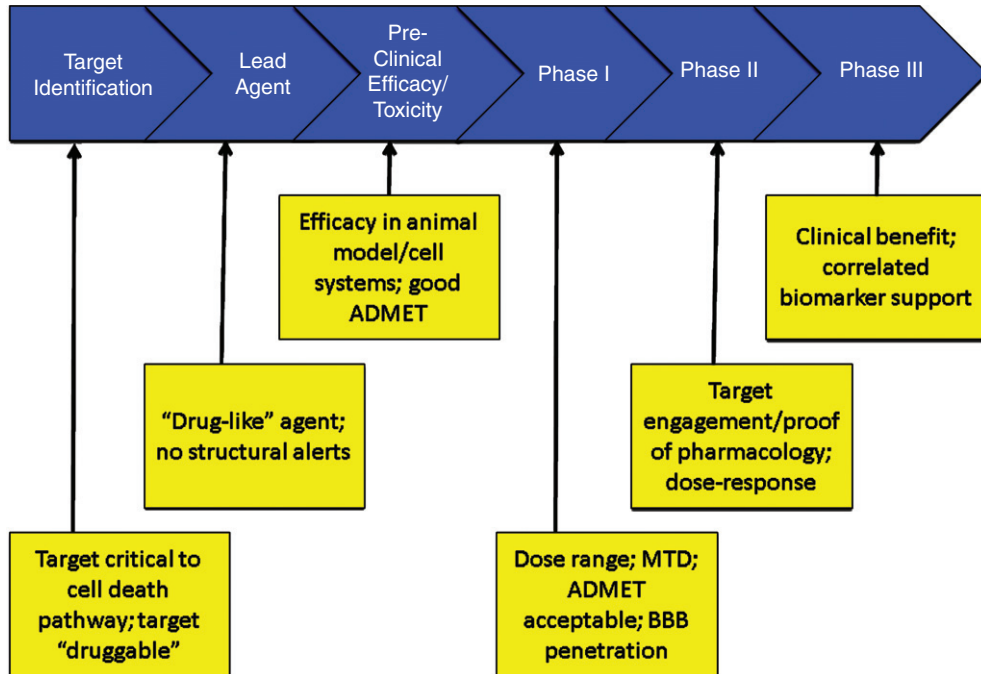 Target
Identification
Lead
Agent
Pre-
Clinical
Efficacy/
Toxicity
Phase I
Phase II
Phase III
Efficacy in animal
model/cell
systems; good
ADMET
Clinical benefit;
correlated
biomarker support
“Drug-like” agent;
no structural alerts
Target
engagement/proof
of pharmacology;
dose-response
Target critical to
cell death
pathway; target
“druggable”
Dose range; MTD;
ADMET
acceptable; BBB
penetration